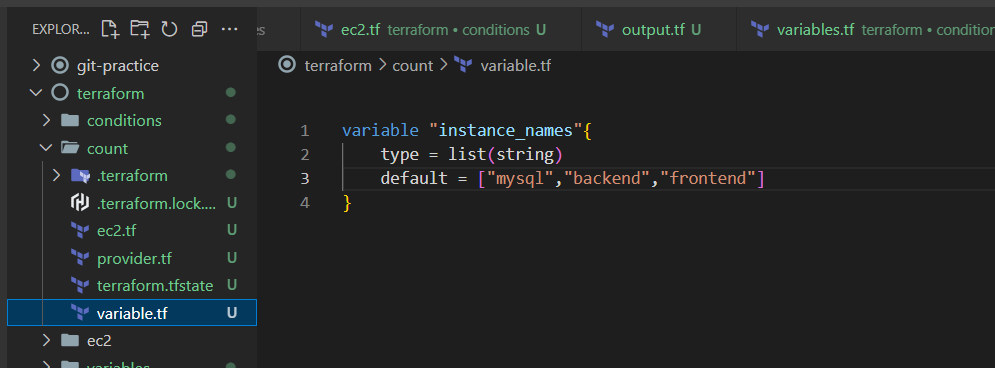 EXPLOR... ···
es
ec2.tf terraform • conditions U
output.tf U
variables.tf terraform • condition
git-practice
terraform
conditions
count
.terraform
.terraform.lock.... U
ec2.tf U
provider.tf U
terraform.tfstate U
variable.tf U
ec2
variables
terraform > count > variable.tf
1 variable "instance_names"{
2 type = list(string)
3 default = ["mysql","backend","frontend"]
4 }